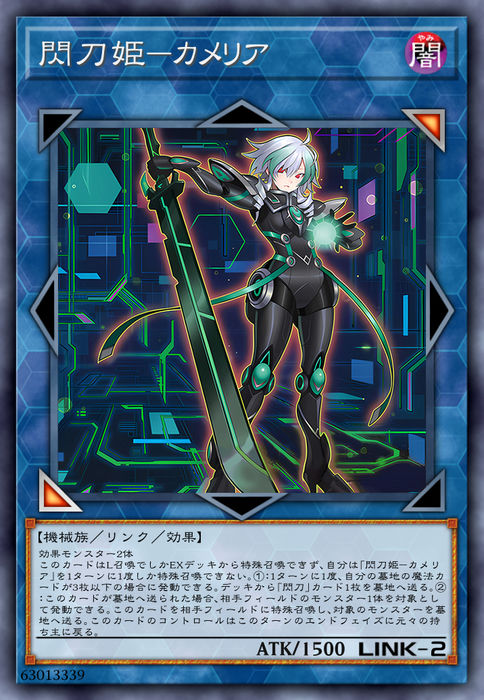 閃刀姫－カメリア
やみ
闇
【機械族／リンク／効果】
効果モンスター2体
このカードはL召喚でしかEXデッキから特殊召喚できず、自分は「閃刀姫－カメリ
ア」を1ターンに1度しか特殊召喚できない。①：1ターンに1度、自分の墓地の魔法カ
ードが3枚以下の場合に発動できる。デッキから「閃刀」カード1枚を墓地へ送る。②
：このカードが墓地へ送られた場合、相手フィールドのモンスター1体を対象とし
て発動できる。このカードを相手フィールドに特殊召喚し、対象のモンスターを墓
地へ送る。このカードのコントロールはこのターンのエンドフェイズに元々の持
ち主に戻る。
ATK/1500 LINK-2
63013339